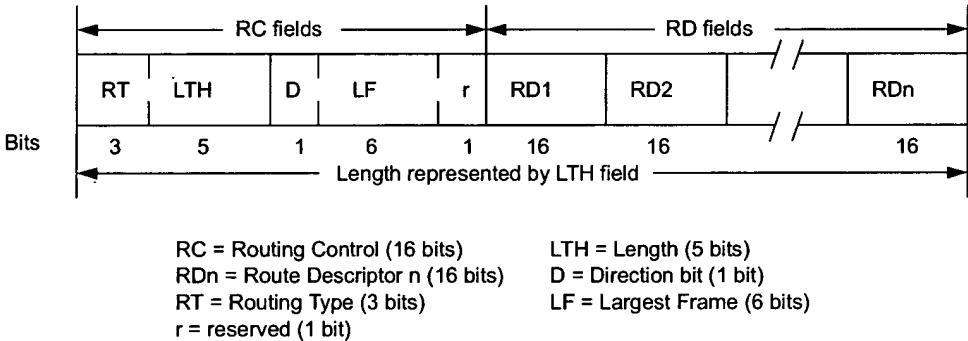 RC fields RD fields
RT LTH D LF r RD1 RD2 RDn
Bits 3 5 1 6 1 16 16 16
Length represented by LTH field
RC = Routing Control (16 bits) LTH = Length (5 bits)
RDn = Route Descriptor n (16 bits) D = Direction bit (1 bit)
RT = Routing Type (3 bits) LF = Largest Frame (6 bits)
r = reserved (1 bit)